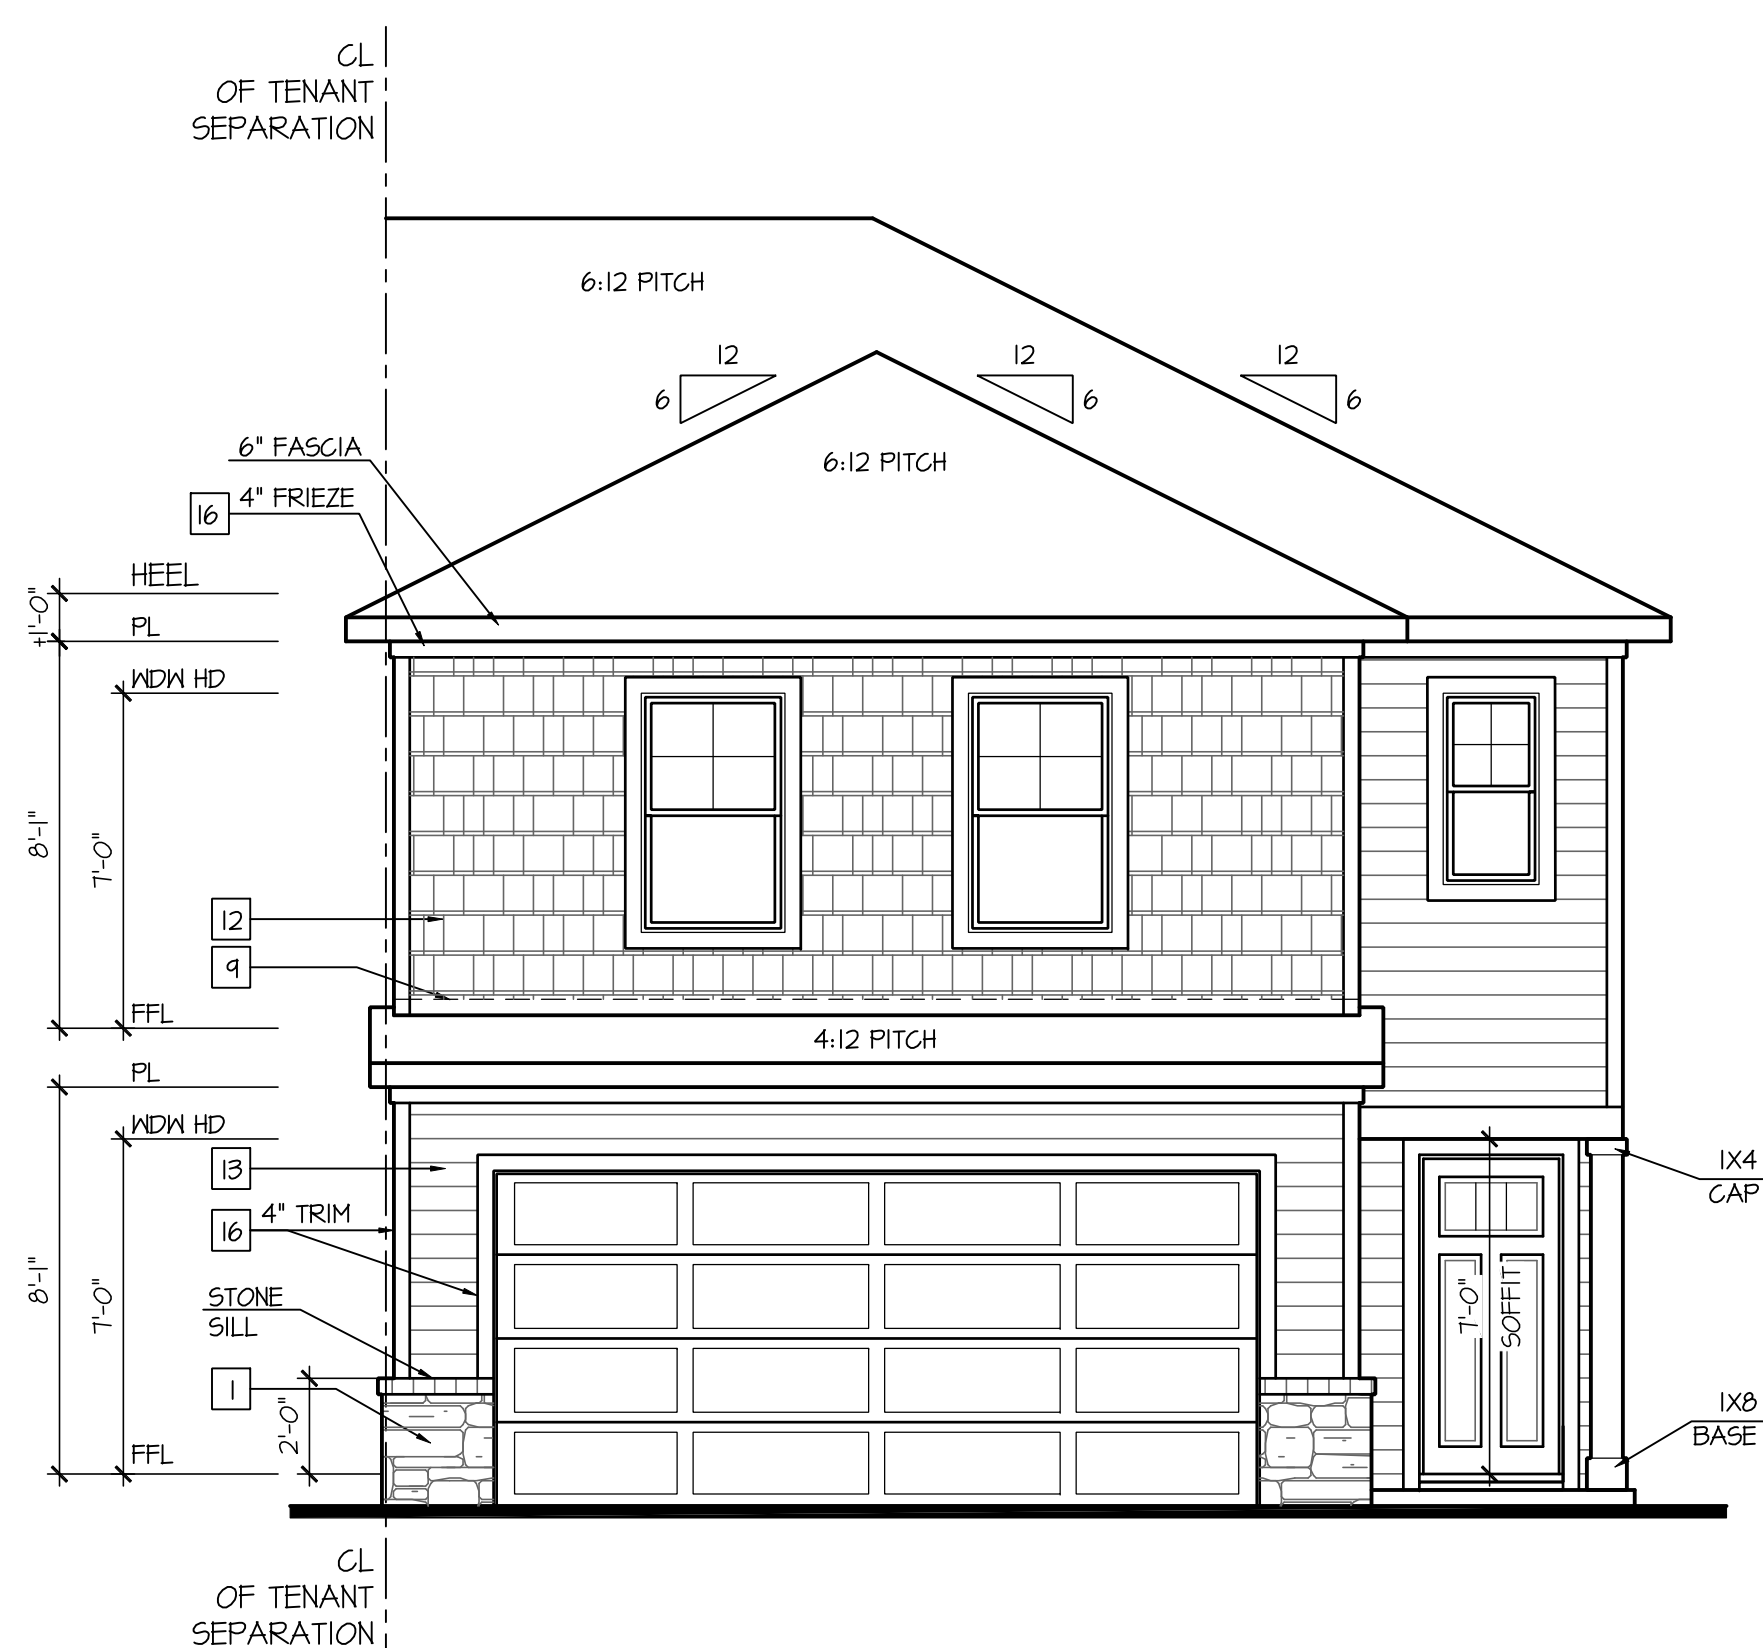 CL
OF TENANT
SEPARATION
6:12 PITCH
12
6
12
6
12
6
6" FASCIA
6:12 PITCH
16 4" FRIEZE
HEEL
+1'-0"
PL
WDW HD
8'-1"
7'-0"
12
9
FFL
4:12 PITCH
PL
WDW HD
13
1X4
CAP
16 4" TRIM
8'-1"
7'-0"
STONE
SILL
7'-0"
SOFFIT
1
2'-0"
1X8
BASE
FFL
CL
OF TENANT
SEPARATION